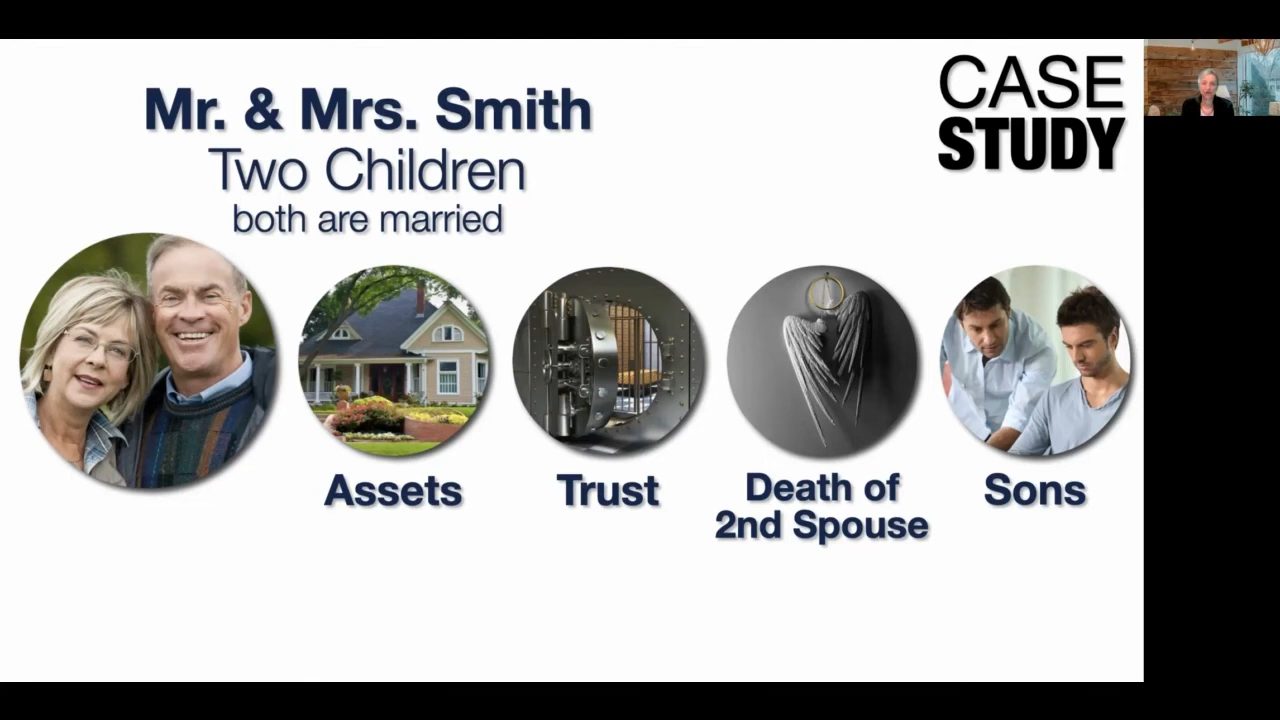 Mr. & Mrs. Smith
Two Children
both are married
CASE
STUDY
Assets
Trust
Death of
2nd Spouse
Sons